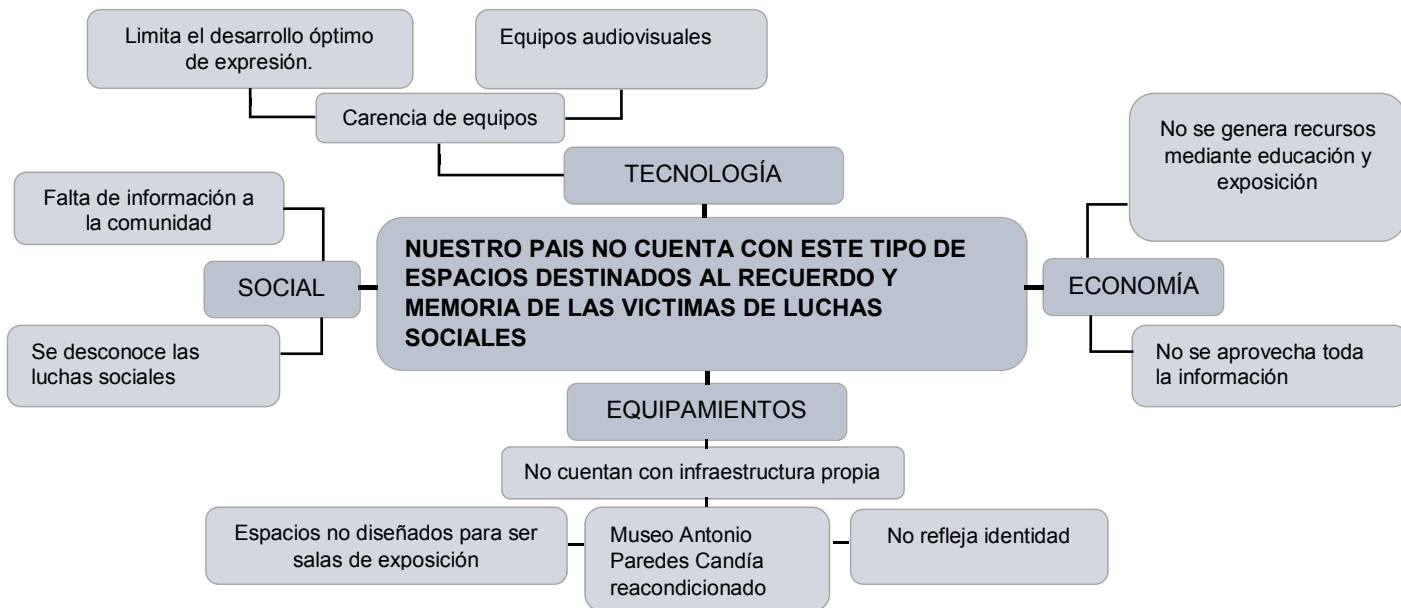 Limita el desarrollo óptimo
de expresión.
Equipos audiovisuales
Carencia de equipos
No se genera recursos
mediante educación y
exposición
TECNOLOGÍA
Falta de información a
la comunidad
NUESTRO PAIS NO CUENTA CON ESTE TIPO DE
ESPACIOS DESTINADOS AL RECUERDO Y
MEMORIA DE LAS VICTIMAS DE LUCHAS
SOCIALES
SOCIAL
ECONOMÍA
Se desconoce las
luchas sociales
No se aprovecha toda
la información
EQUIPAMIENTOS
No cuentan con infraestructura propia
Espacios no diseñados para ser
salas de exposición
Museo Antonio
Paredes Candía
reacondicionado
No refleja identidad